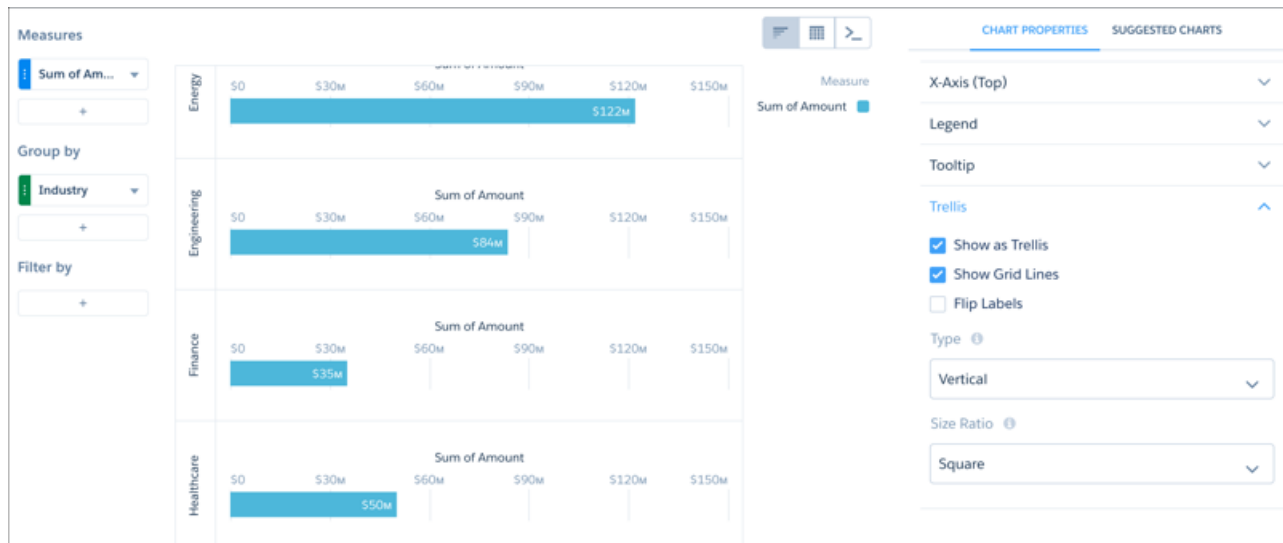 Measures
Sum of Am...
+
Group by
Industry
+
Filter by
+
Energy
Sum of Amount
$0 $30M $60M $90M $120M $150M
$122M
Engineering
Sum of Amount
$0 $30M $60M $90M $120M $150M
$84M
Finance
Sum of Amount
$0 $30M $60M $90M $120M $150M
$35M
Healthcare
Sum of Amount
$0 $30M $60M $90M $120M $150M
$50M
>_
Measure
Sum of Amount
CHART PROPERTIES SUGGESTED CHARTS
X-Axis (Top)
Legend
Tooltip
Trellis
Show as Trellis
Show Grid Lines
Flip Labels
Type
Vertical
Size Ratio
Square